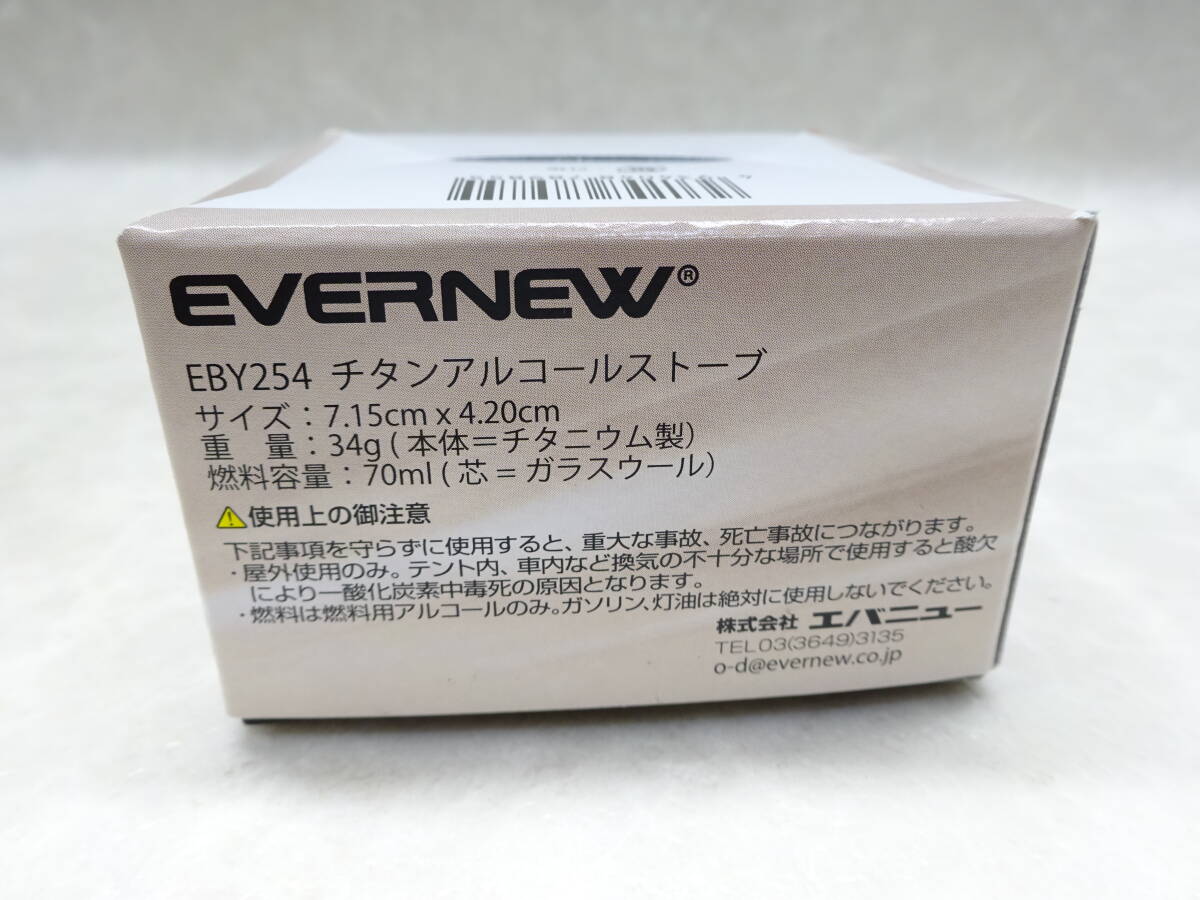 EVERNEW®
EBY254 チタンアルコールストーブ
サイズ：7.15cm x 4.20cm
重　量：34g ( 本体＝チタニウム製）
燃料容量：70ml ( 芯 = ガラスウール）
⚠使用上の御注意
下記事項を守らずに使用すると、重大な事故、死亡事故につながります。
・屋外使用のみ。テント内、車内など換気の不十分な場所で使用すると酸欠
により一酸化炭素中毒死の原因となります。
・燃料は燃料用アルコールのみ。ガソリン、灯油は絶対に使用しないでください。
株式会社 エバニュー
TEL 03(3649)3135
o-d@evernew.co.jp